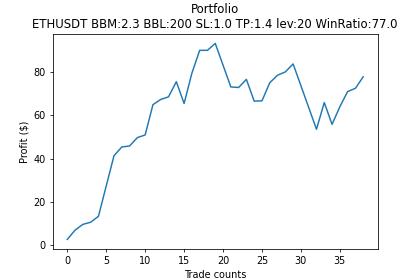 Portfolio
ETHUSDT BBM:2.3 BBL:200 SL:1.0 TP:1.4 lev:20 WinRatio:77.0
80
60
40
20
0
Profit ($)
0 5 10 15 20 25 30 35
Trade counts